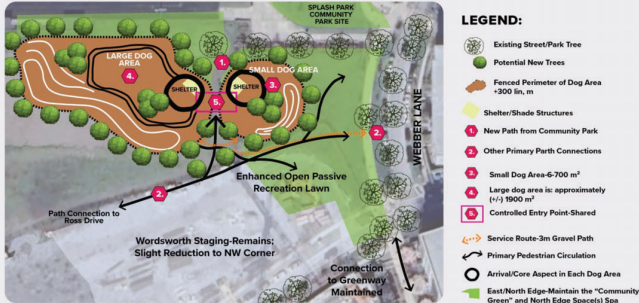 SPLASH PARK
COMMUNITY
PARK SITE
LARGE DOG
AREA
4.
1.
SMALL DOG AREA
SHELTER
SHELTER
3.
5.
2.
WEBBER LANE
Enhanced Open Passive
Recreation Lawn
2.
Path Connection to
Ross Drive
Wordsworth Staging-Remains;
Slight Reduction to NW Corner
Connection
to Greenway
Maintained
LEGEND:
Existing Street/Park Tree
Potential New Trees
Fenced Perimeter of Dog Area
+300 lin, m
Shelter/Shade Structures
1. New Path from Community Park
2. Other Primary Parth Connections
3. Small Dog Area-6-700 m²
4. Large dog area is: approximately
(+/-) 1900 m²
5. Controlled Entry Point-Shared
Service Route-3m Gravel Path
Primary Pedestrian Circulation
Arrival/Core Aspect in Each Dog Area
East/North Edge-Maintain the "Community
Green" and North Edge Space(s) Spa